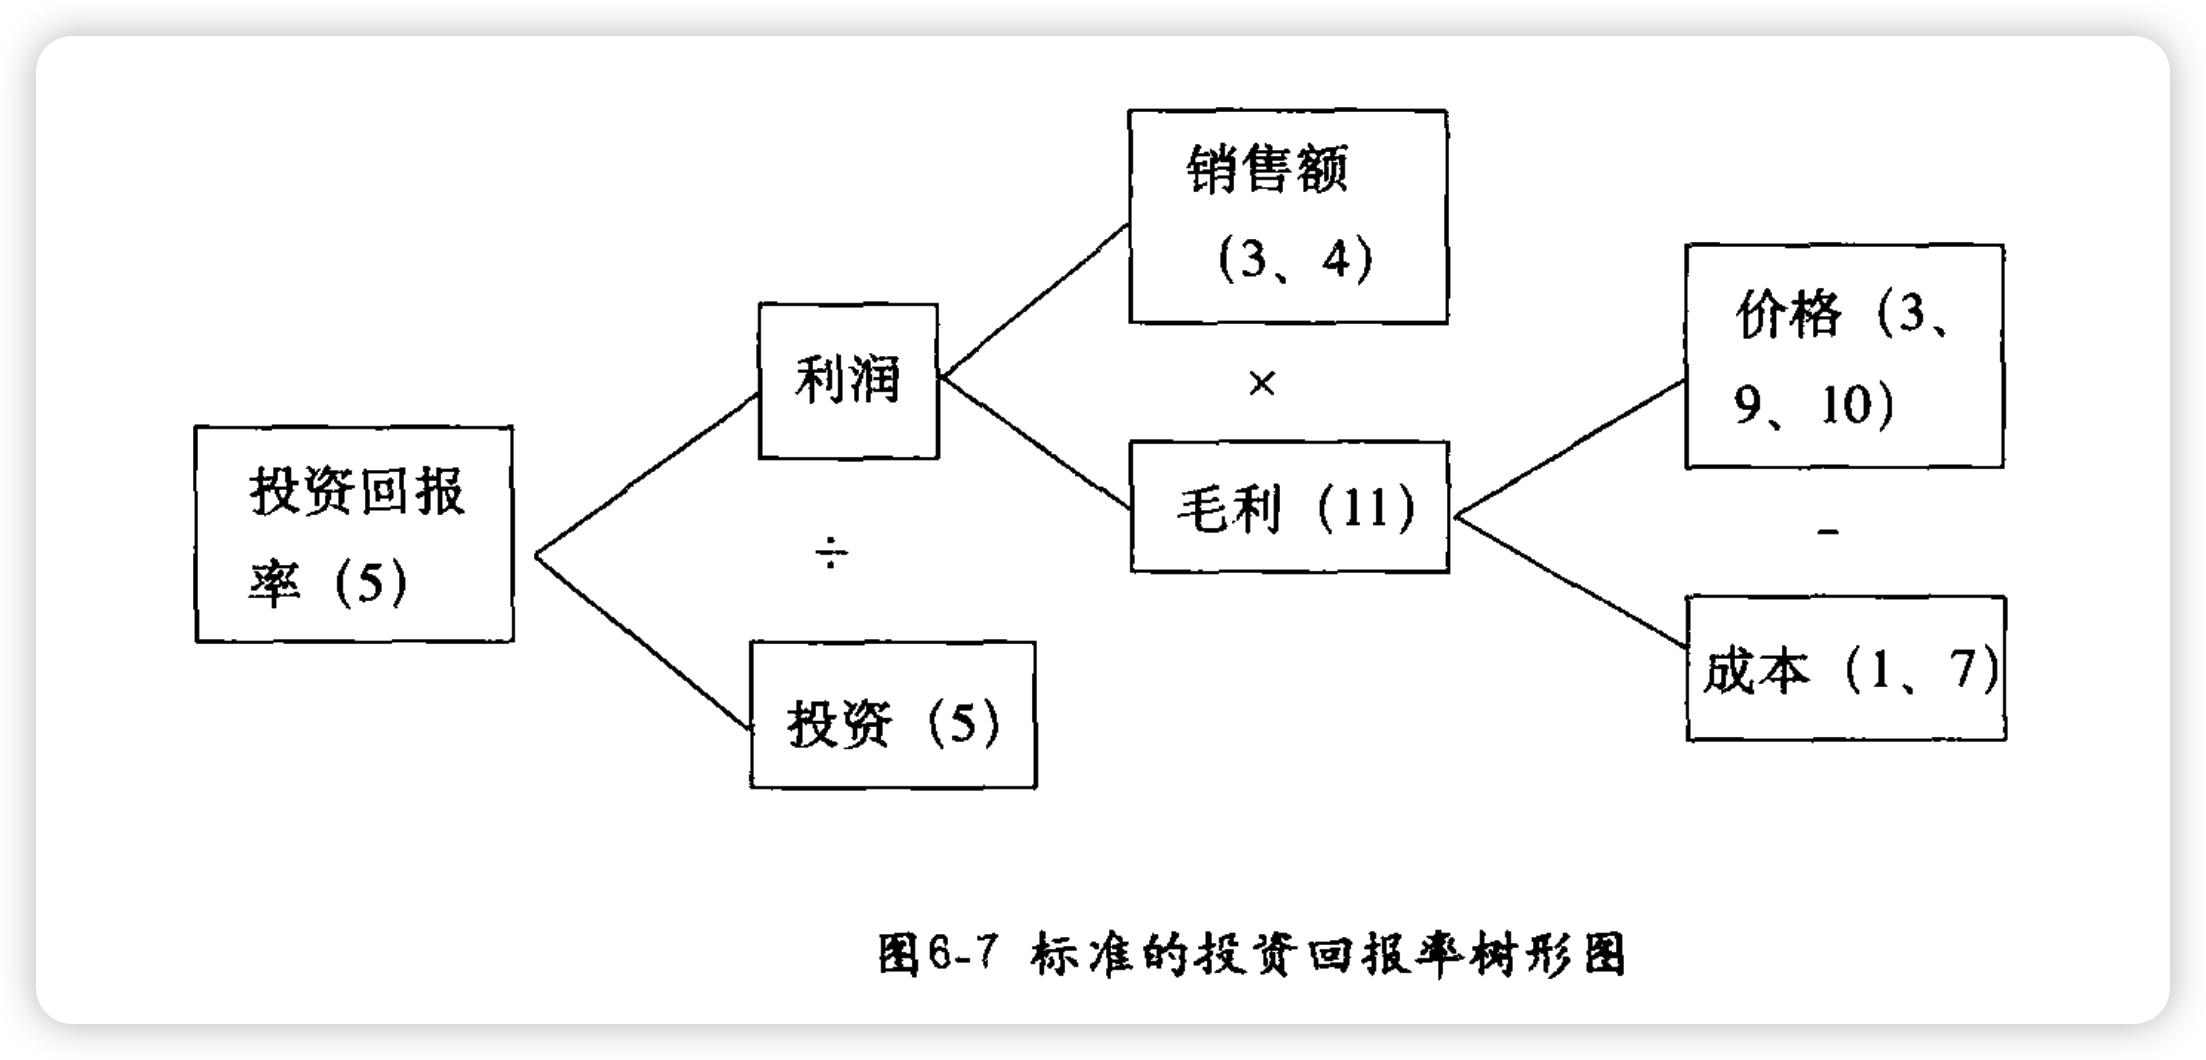 销售额
(3、4)
价格 (3、
9、10)
利润
×
投资回报
率 (5)
毛利 (11)
÷
-
成本 (1、7)
投资 (5)
图6-7 标准的投资回报率树形图